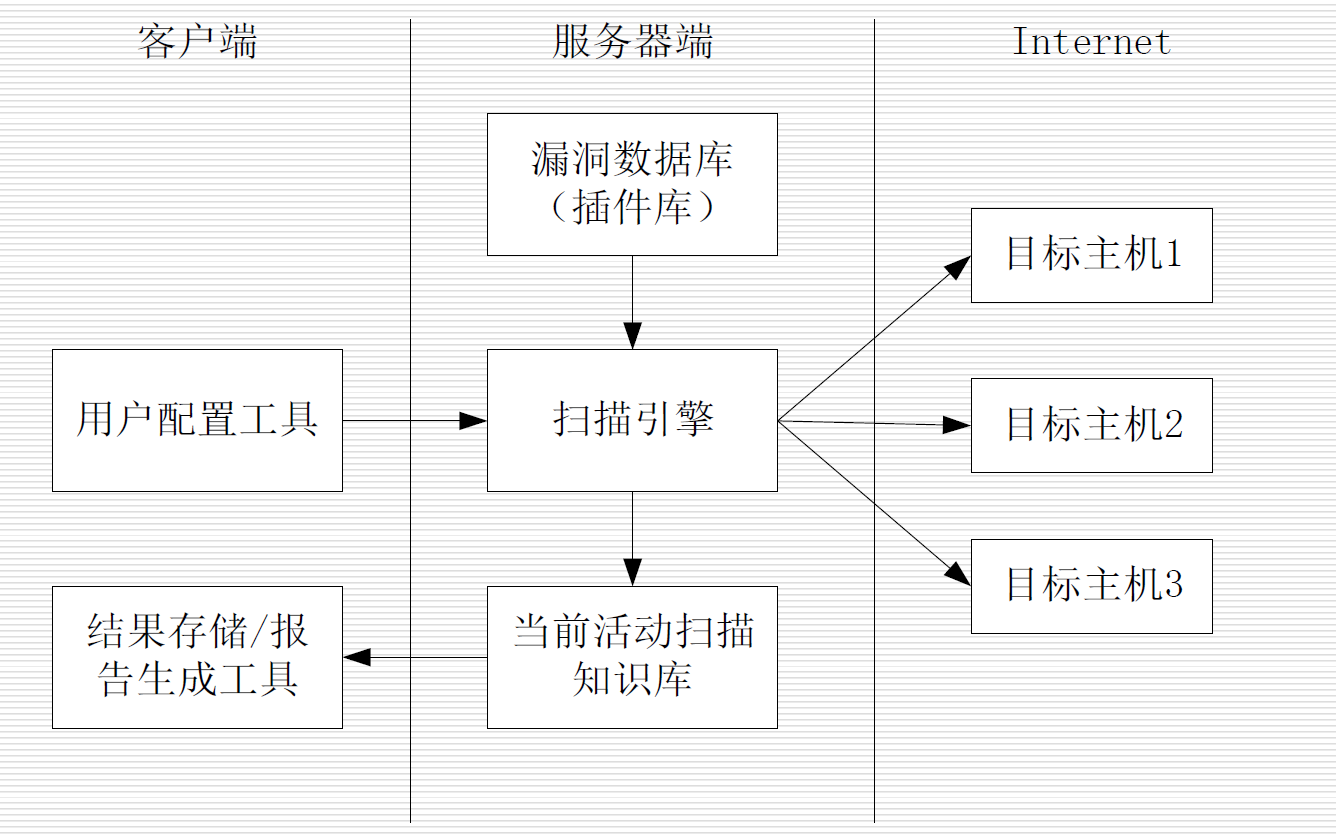 客户端
服务器端
Internet
漏洞数据库
（插件库）
目标主机1
用户配置工具
扫描引擎
目标主机2
目标主机3
结果存储/报
告生成工具
当前活动扫描
知识库